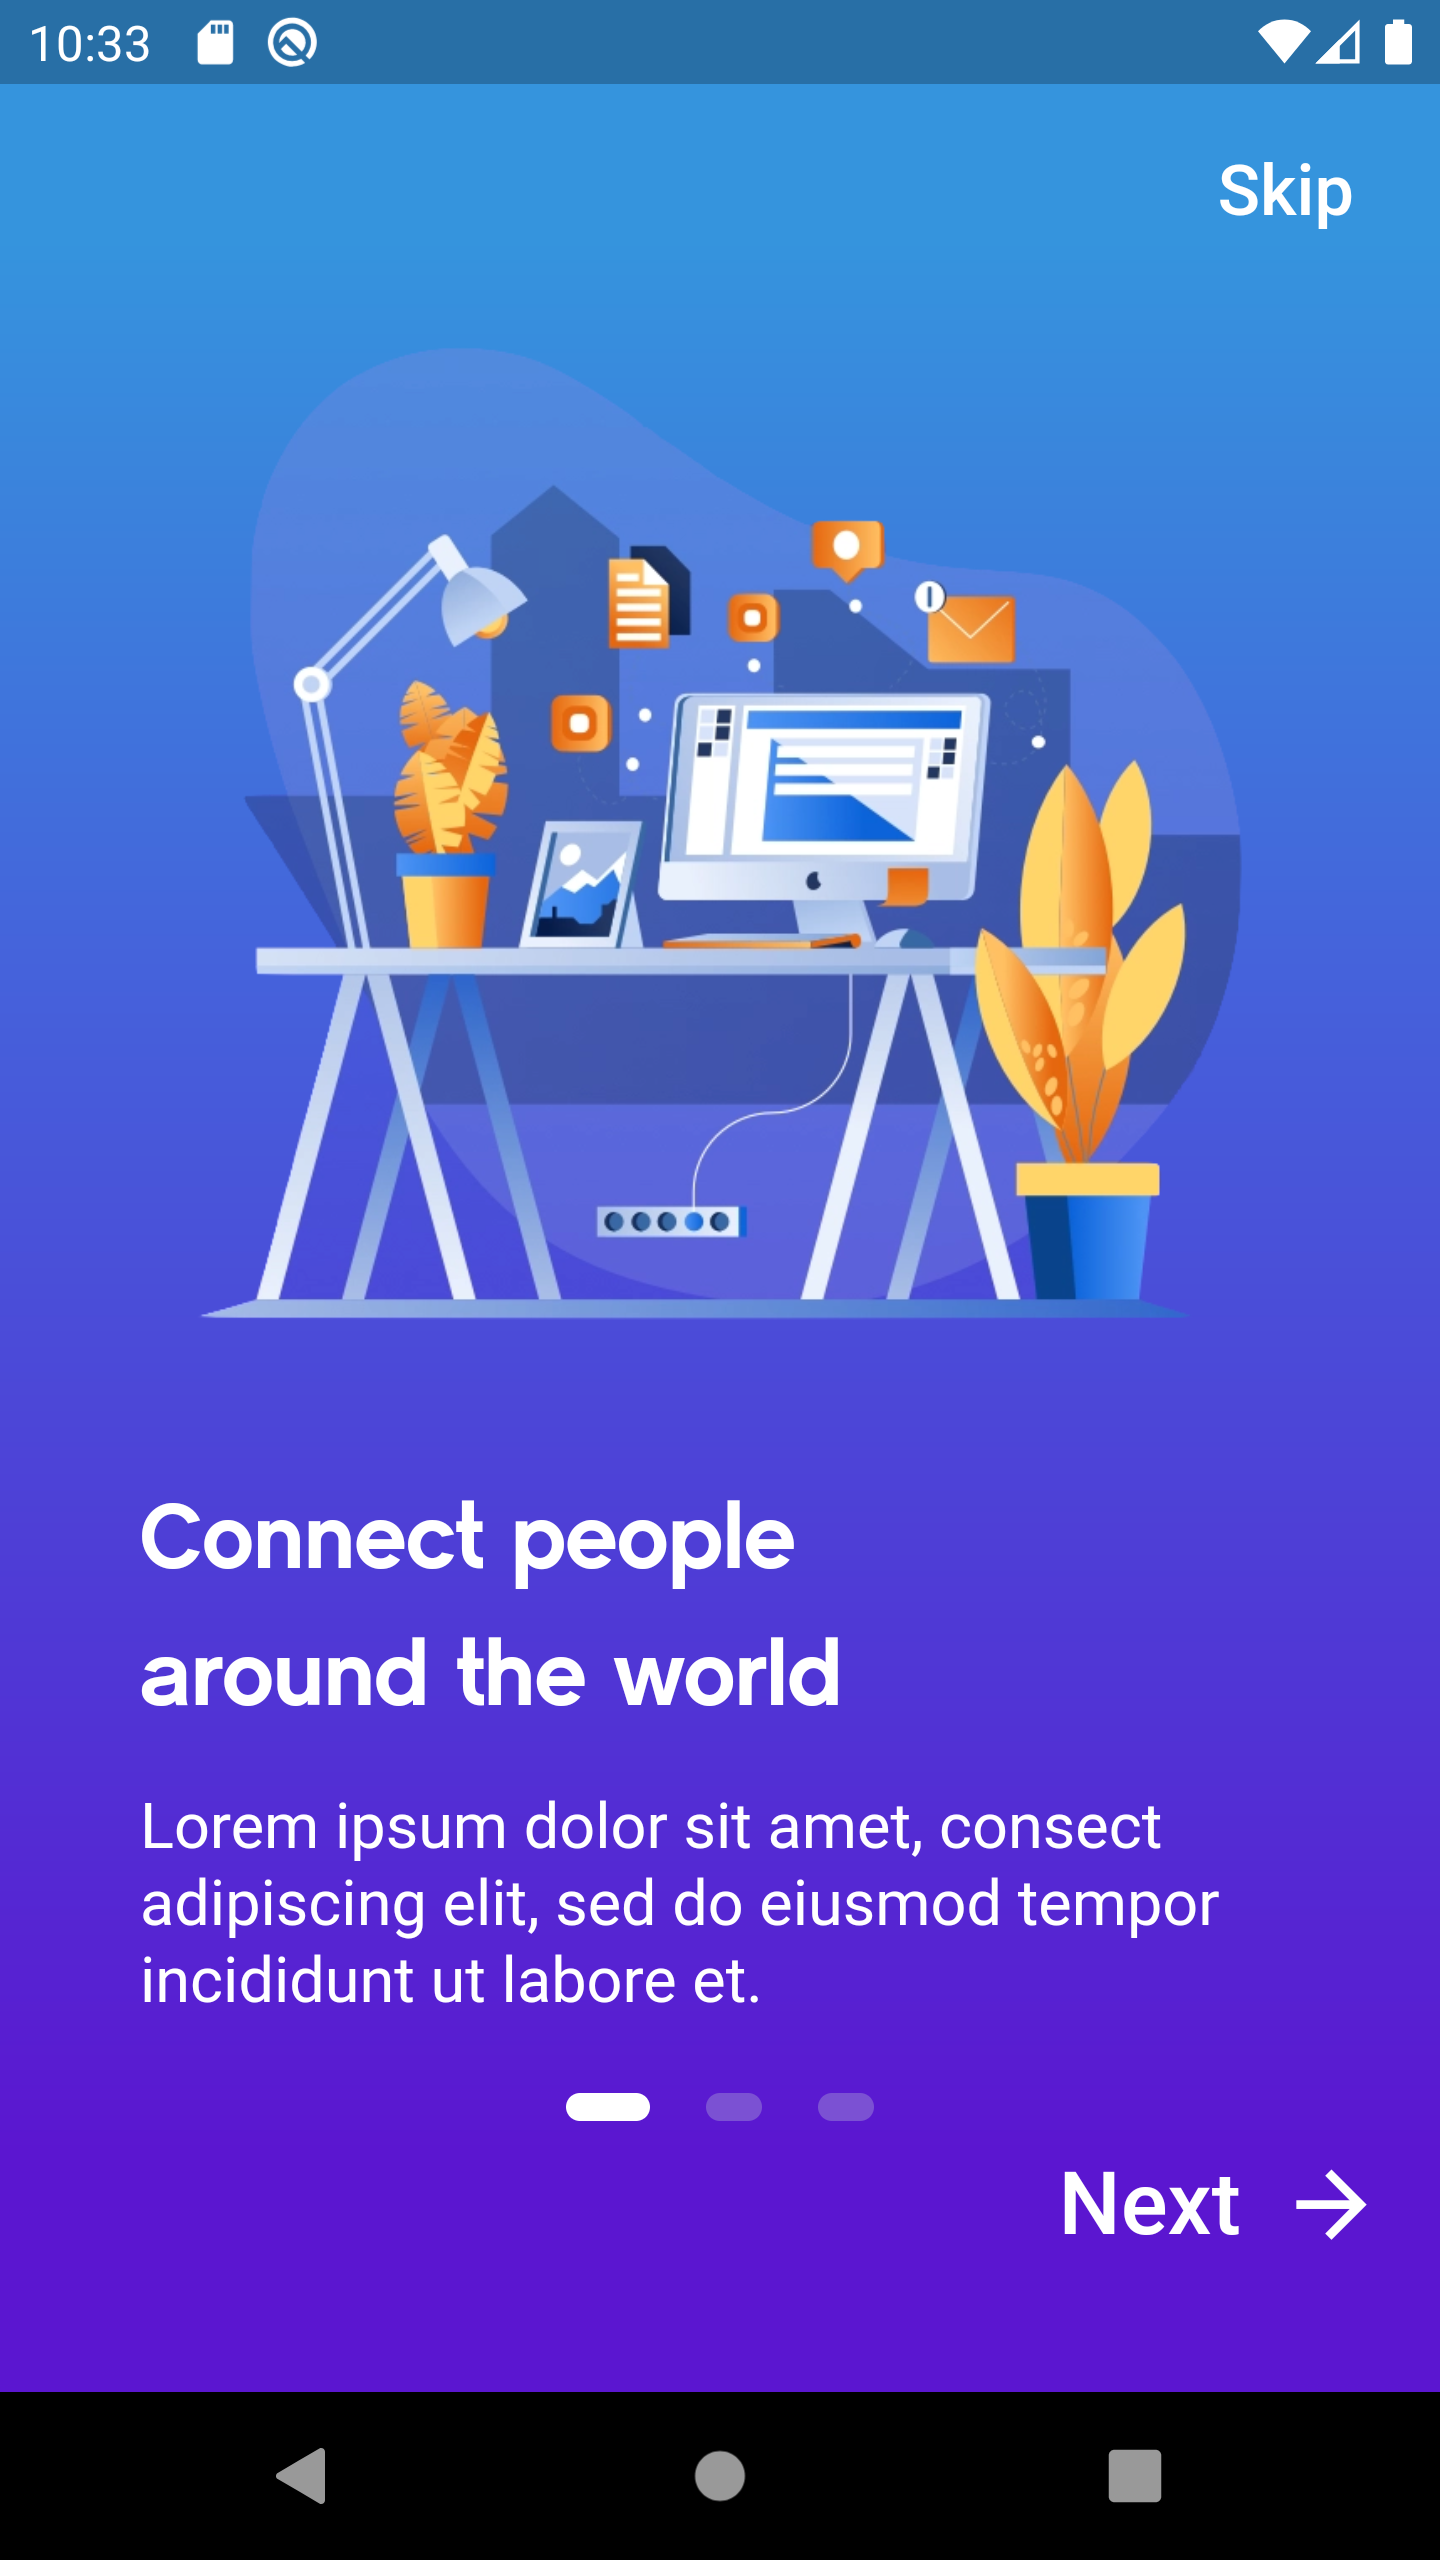 10:33
Skip
Connect people
around the world
Lorem ipsum dolor sit amet, consect
adipiscing elit, sed do eiusmod tempor
incididunt ut labore et.
Next